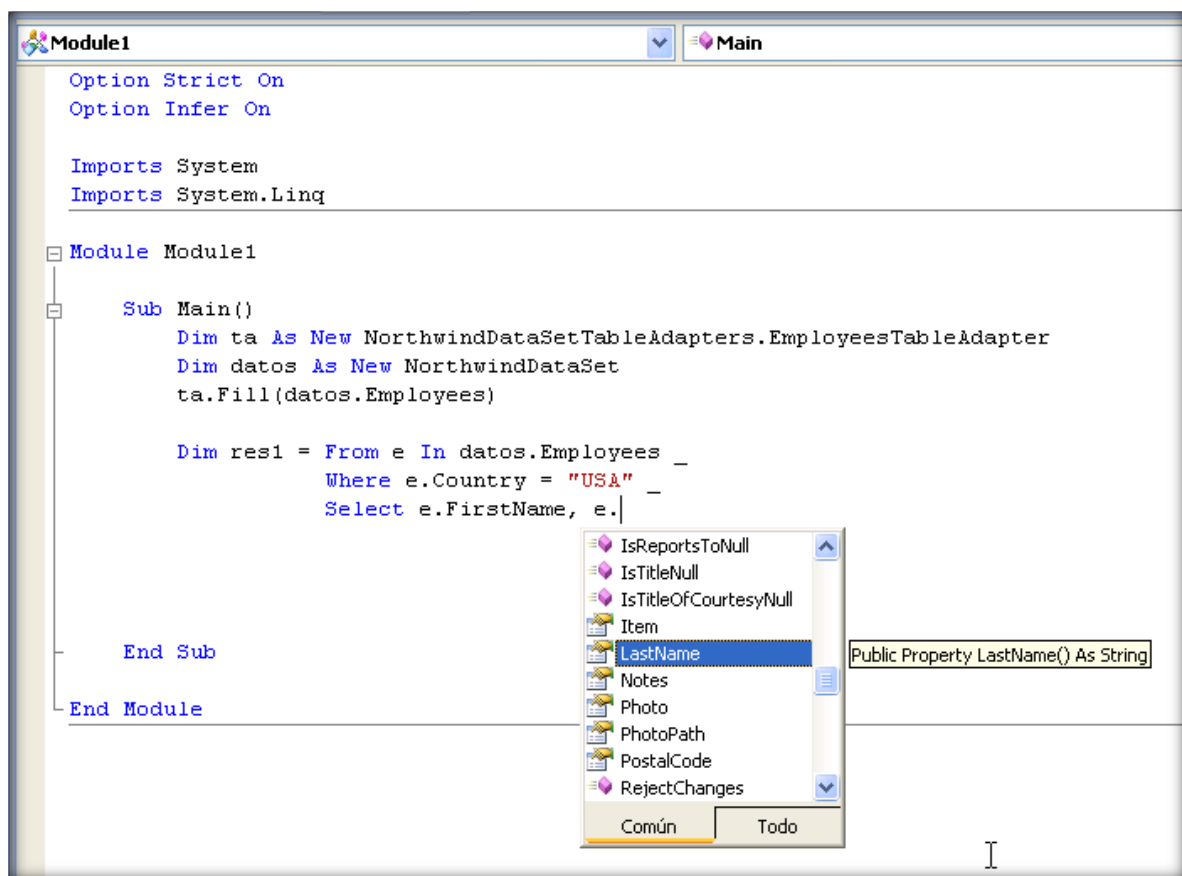 Module1 Main
Option Strict On
Option Infer On
Imports System
Imports System.Linq
Module Module1
Sub Main()
Dim ta As New NorthwindDataSetTableAdapters.EmployeesTableAdapter
Dim datos As New NorthwindDataSet
ta.Fill(datos.Employees)
Dim res1 = From e In datos.Employees _
Where e.Country = "USA" _
Select e.FirstName, e.
IsReportsToNull
IsTitleNull
IsTitleOfCourtesyNull
Item
End Sub LastName Public Property LastName() As String
Notes
End Module Photo
PhotoPath
PostalCode
RejectChanges
Común Todo